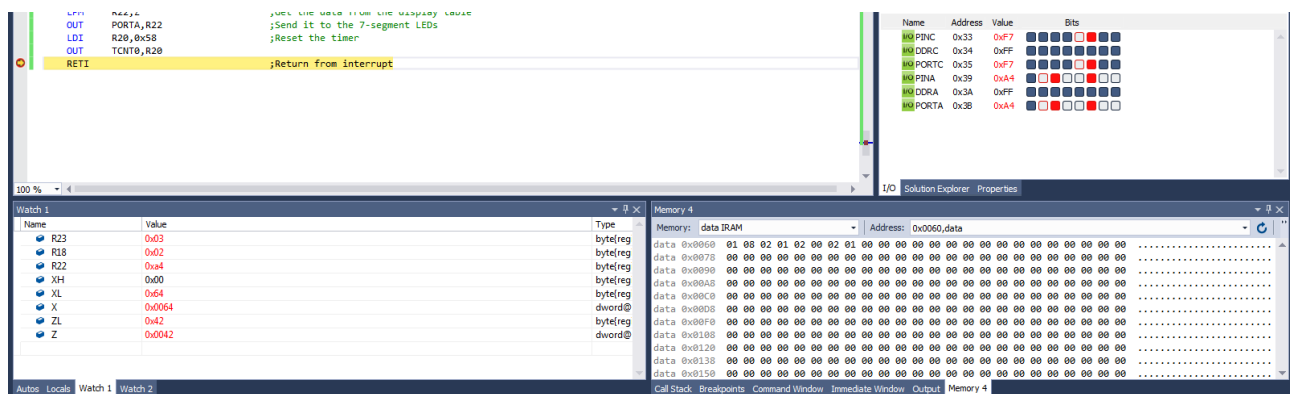 LPM R22,Z ;Get the data from the display table
OUT PORTA,R22 ;Send it to the 7-segment LEDs
LDI R20,0x58 ;Reset the timer
OUT TCNT0,R20
RETI ;Return from interrupt
100 %
Name Address Value Bits
I/O PINC 0x33 0xF7
I/O DDRC 0x34 0xFF
I/O PORTC 0x35 0xF7
I/O PINA 0x39 0xA4
I/O DDRA 0x3A 0xFF
I/O PORTA 0x3B 0xA4
I/O Solution Explorer Properties
Watch 1
Name Value Type
R23 0x03 byte{reg
R18 0x02 byte{reg
R22 0xa4 byte{reg
XH 0x00 byte{reg
XL 0x64 byte{reg
X 0x0064 dword@
ZL 0x42 byte{reg
Z 0x0042 dword@
Autos Locals Watch 1 Watch 2
Memory 4
Memory: data IRAM Address: 0x0060,data
data 0x0060 01 08 02 01 02 00 02 01 00 00 00 00 00 00 00 00 00 00 00 00 00 00 00 00 ........................
data 0x0078 00 00 00 00 00 00 00 00 00 00 00 00 00 00 00 00 00 00 00 00 00 00 00 00 ........................
data 0x0090 00 00 00 00 00 00 00 00 00 00 00 00 00 00 00 00 00 00 00 00 00 00 00 00 ........................
data 0x00A8 00 00 00 00 00 00 00 00 00 00 00 00 00 00 00 00 00 00 00 00 00 00 00 00 ........................
data 0x00C0 00 00 00 00 00 00 00 00 00 00 00 00 00 00 00 00 00 00 00 00 00 00 00 00 ........................
data 0x00D8 00 00 00 00 00 00 00 00 00 00 00 00 00 00 00 00 00 00 00 00 00 00 00 00 ........................
data 0x00F0 00 00 00 00 00 00 00 00 00 00 00 00 00 00 00 00 00 00 00 00 00 00 00 00 ........................
data 0x0108 00 00 00 00 00 00 00 00 00 00 00 00 00 00 00 00 00 00 00 00 00 00 00 00 ........................
data 0x0120 00 00 00 00 00 00 00 00 00 00 00 00 00 00 00 00 00 00 00 00 00 00 00 00 ........................
data 0x0138 00 00 00 00 00 00 00 00 00 00 00 00 00 00 00 00 00 00 00 00 00 00 00 00 ........................
data 0x0150 00 00 00 00 00 00 00 00 00 00 00 00 00 00 00 00 00 00 00 00 00 00 00 00 ........................
Call Stack Breakpoints Command Window Immediate Window Output Memory 4